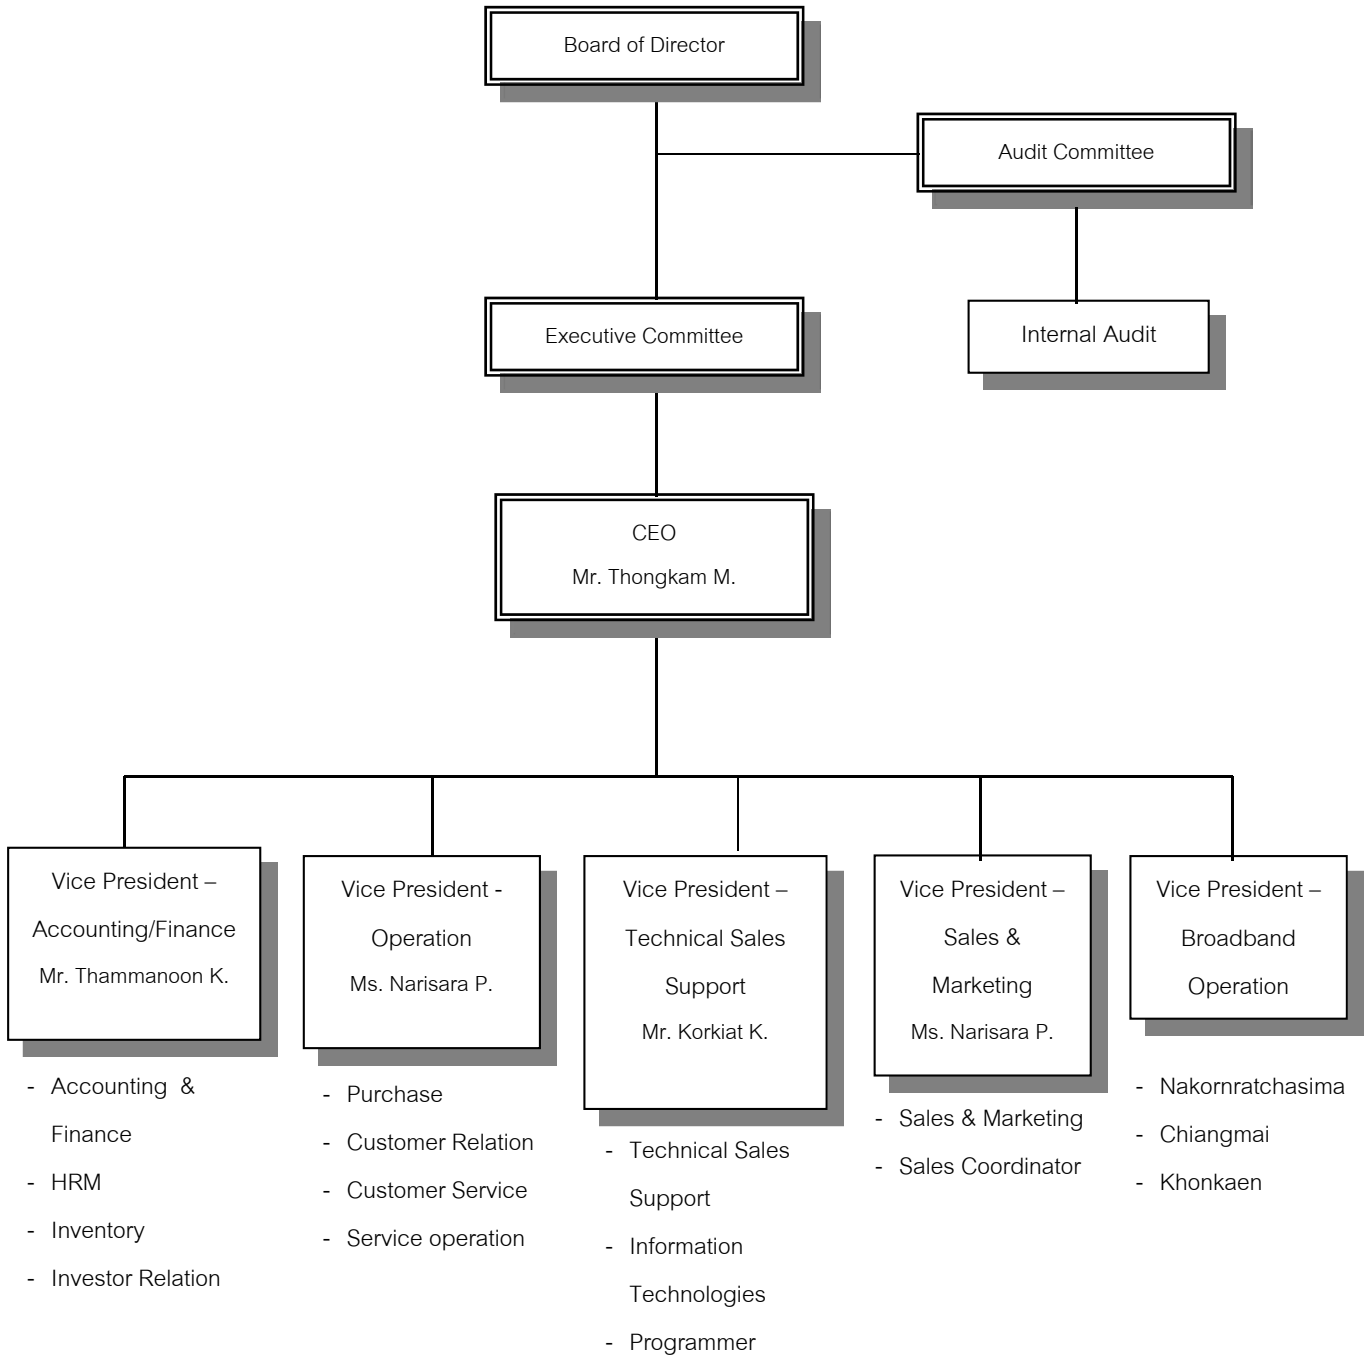 Board of Director
Audit Committee
Executive Committee
Internal Audit
CEO
Mr. Thongkam M.
Vice President –
Accounting/Finance
Mr. Thammanoon K.
- Accounting & 
Finance
- HRM
- Inventory
- Investor Relation
Vice President -
Operation
Ms. Narisara P.
- Purchase
- Customer Relation
- Customer Service
- Service operation
Vice President –
Technical Sales
Support
Mr. Korkiat K.
- Technical Sales
Support
- Information
Technologies
- Programmer
Vice President –
Sales &
Marketing
Ms. Narisara P.
- Sales & Marketing
- Sales Coordinator
Vice President –
Broadband
Operation
- Nakornratchasima
- Chiangmai
- Khonkaen